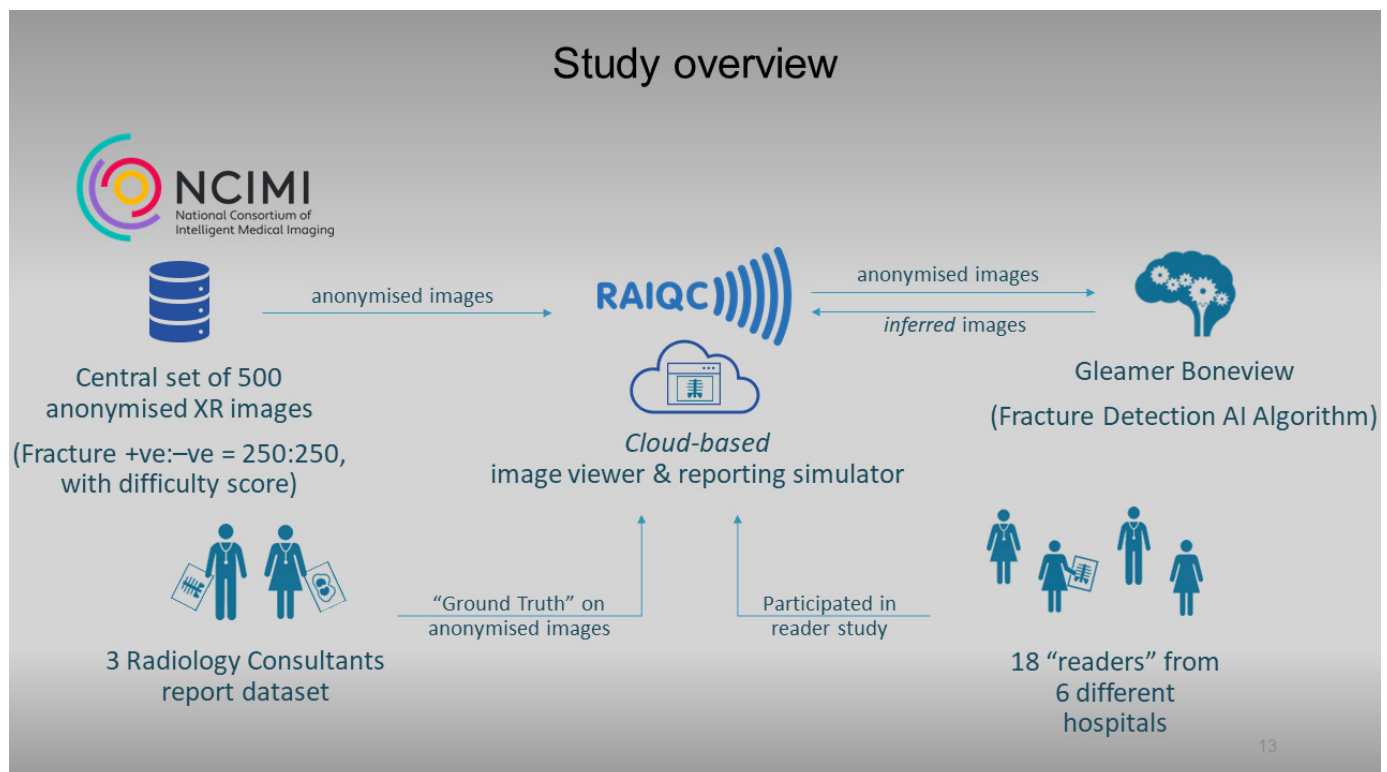 Study overview
NCIMI
National Consortium of
Intelligent Medical Imaging
anonymised images
RAIQC
anonymised images
inferred images
Central set of 500
anonymised XR images
(Fracture +ve:–ve = 250:250,
with difficulty score)
Cloud-based
image viewer & reporting simulator
Gleamer Boneview
(Fracture Detection AI Algorithm)
"Ground Truth" on
anonymised images
Participated in
reader study
3 Radiology Consultants
report dataset
18 “readers” from
6 different
hospitals
13